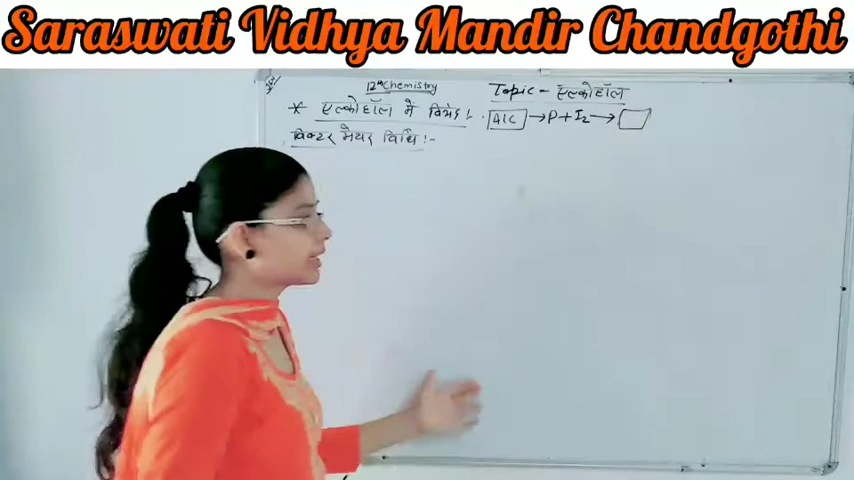 Saraswati Vidhya Mandir Chandgothi
12th Chemistry
Topic - एल्कोहॉल
* एल्कोहॉल में विभेद :-
विक्टर मेयर विधि :-
Alc → P + I2 →